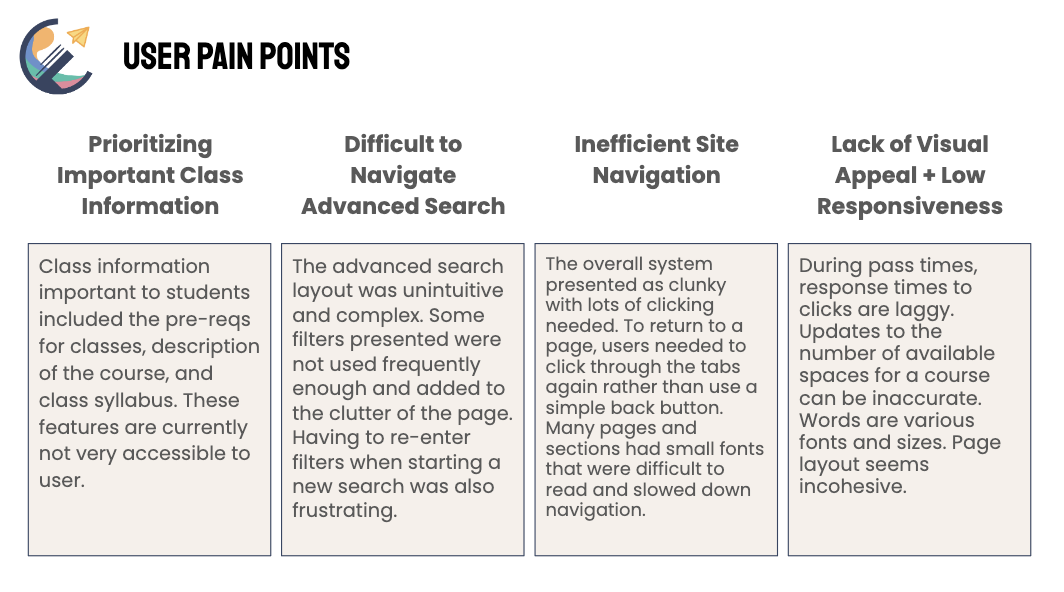 USER PAIN POINTS
Prioritizing
Important Class
Information
Class information
important to students
included the pre-reqs
for classes, description
of the course, and
class syllabus. These
features are currently
not very accessible to
user.
Difficult to
Navigate
Advanced Search
The advanced search
layout was unintuitive
and complex. Some
filters presented were
not used frequently
enough and added to
the clutter of the page.
Having to re-enter
filters when starting a
new search was also
frustrating.
Inefficient Site
Navigation
The overall system
presented as clunky
with lots of clicking
needed. To return to a
page, users needed to
click through the tabs
again rather than use a
simple back button.
Many pages and
sections had small fonts
that were difficult to
read and slowed down
navigation.
Lack of Visual
Appeal + Low
Responsiveness
During pass times,
response times to
clicks are laggy.
Updates to the
number of available
spaces for a course
can be inaccurate.
Words are various
fonts and sizes. Page
layout seems
incohesive.